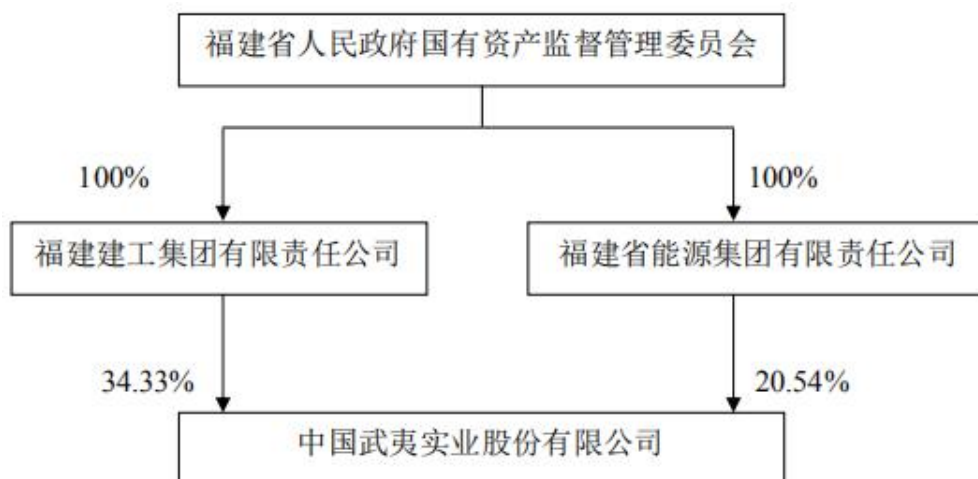 福建省人民政府国有资产监督管理委员会
100%
100%
福建建工集团有限责任公司
福建省能源集团有限责任公司
34.33%
20.54%
中国武夷实业股份有限公司